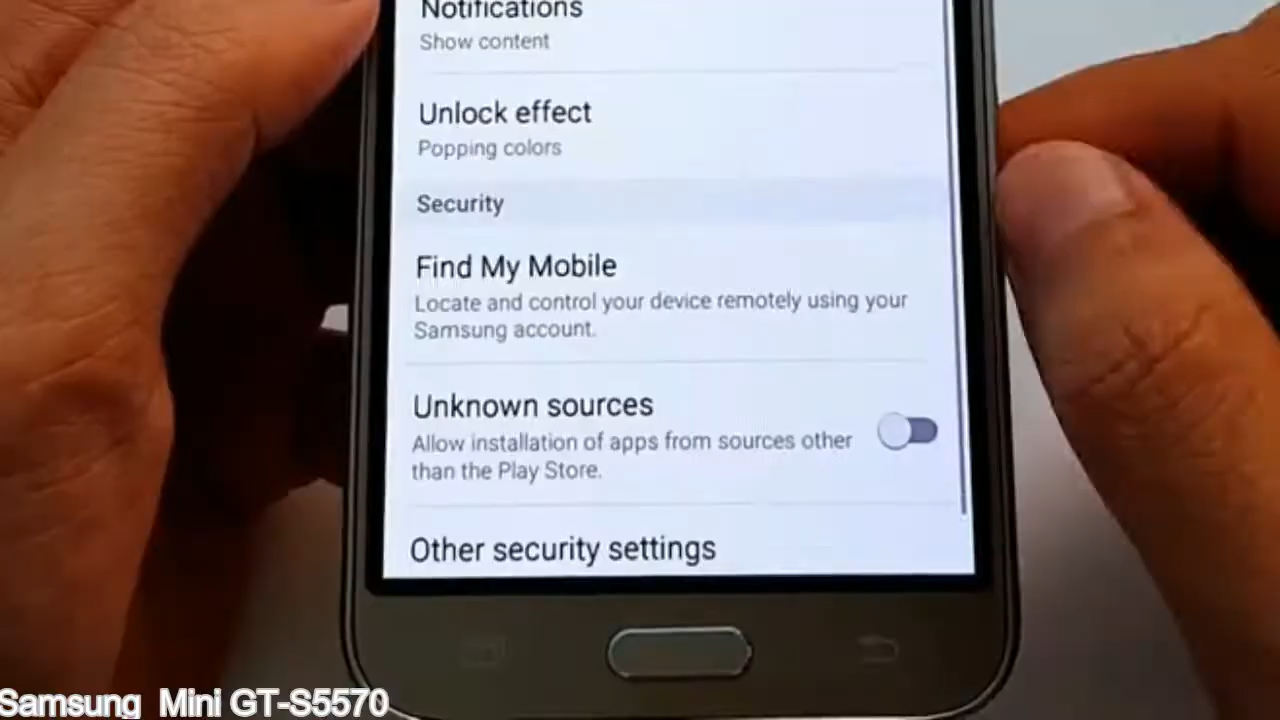 Notifications
Show content
Unlock effect
Popping colors
Security
Find My Mobile
Locate and control your device remotely using your
Samsung account.
Unknown sources
Allow installation of apps from sources other
than the Play Store.
Other security settings
Samsung Mini GT-S5570